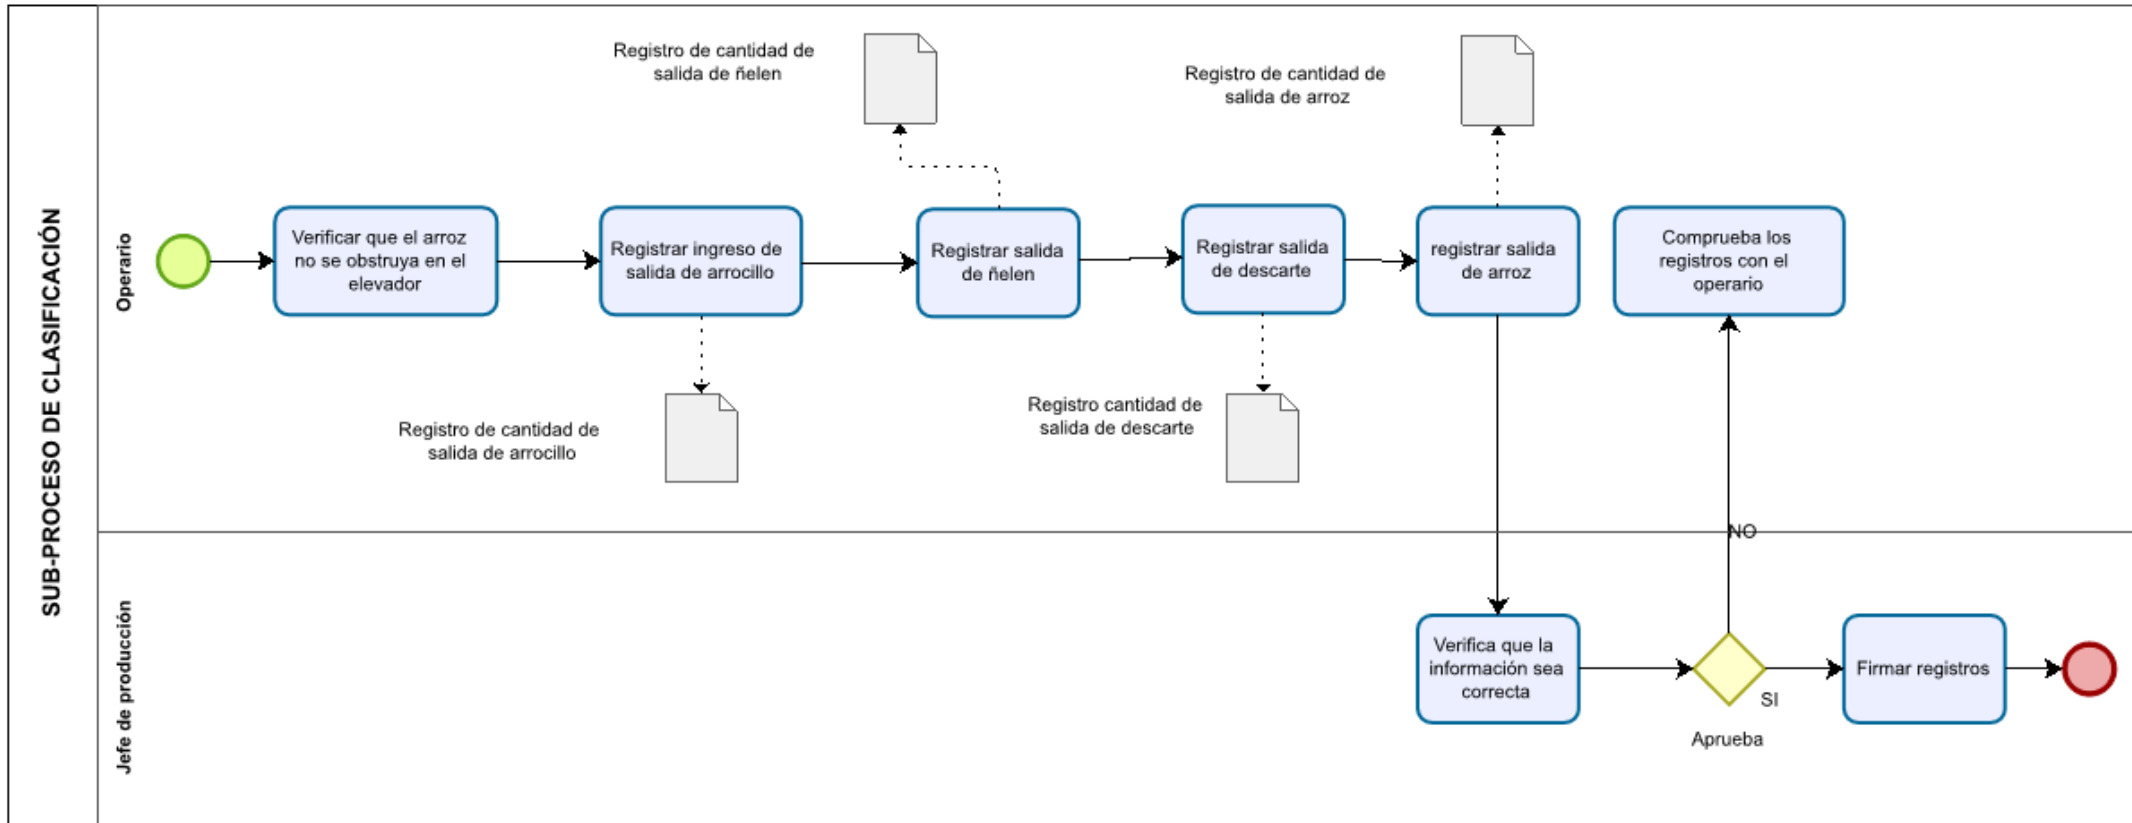 SUB-PROCESO DE CLASIFICACIÓN
Operario
Registro de cantidad de
salida de ñelen
Registro de cantidad de
salida de arroz
Verificar que el arroz
no se obstruya en el
elevador
Registrar ingreso de
salida de arrocillo
Registrar salida
de ñelen
Registrar salida
de descarte
registrar salida
de arroz
Comprueba los
registros con el
operario
Registro de cantidad de
salida de arrocillo
Registro cantidad de
salida de descarte
NO
Jefe de producción
Verifica que la
información sea
correcta
SI
Aprueba
Firmar registros